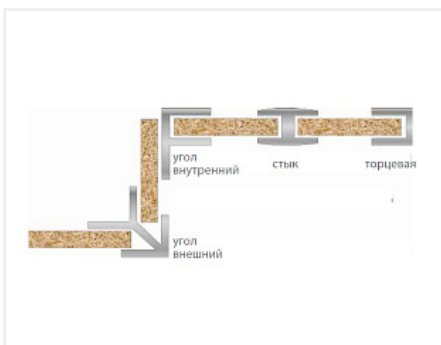 угол
внутренний
стык
торцевая
угол
внешний